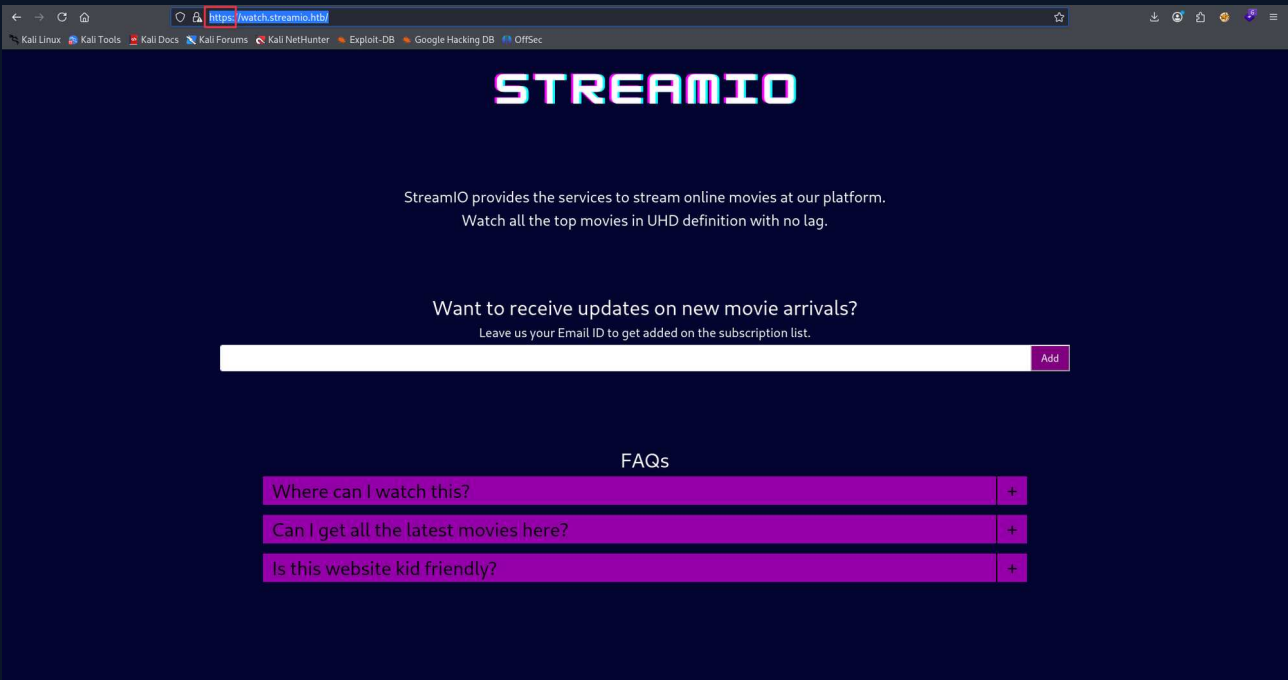 https://watch.streamio.htb/
6
Kali Linux Kali Tools Kali Docs Kali Forums Kali NetHunter Exploit-DB Google Hacking DB OffSec
STREAMIO
StreamIO provides the services to stream online movies at our platform.
Watch all the top movies in UHD definition with no lag.
Want to receive updates on new movie arrivals?
Leave us your Email ID to get added on the subscription list.
Add
FAQs
Where can I watch this? +
Can I get all the latest movies here? +
Is this website kid friendly? +